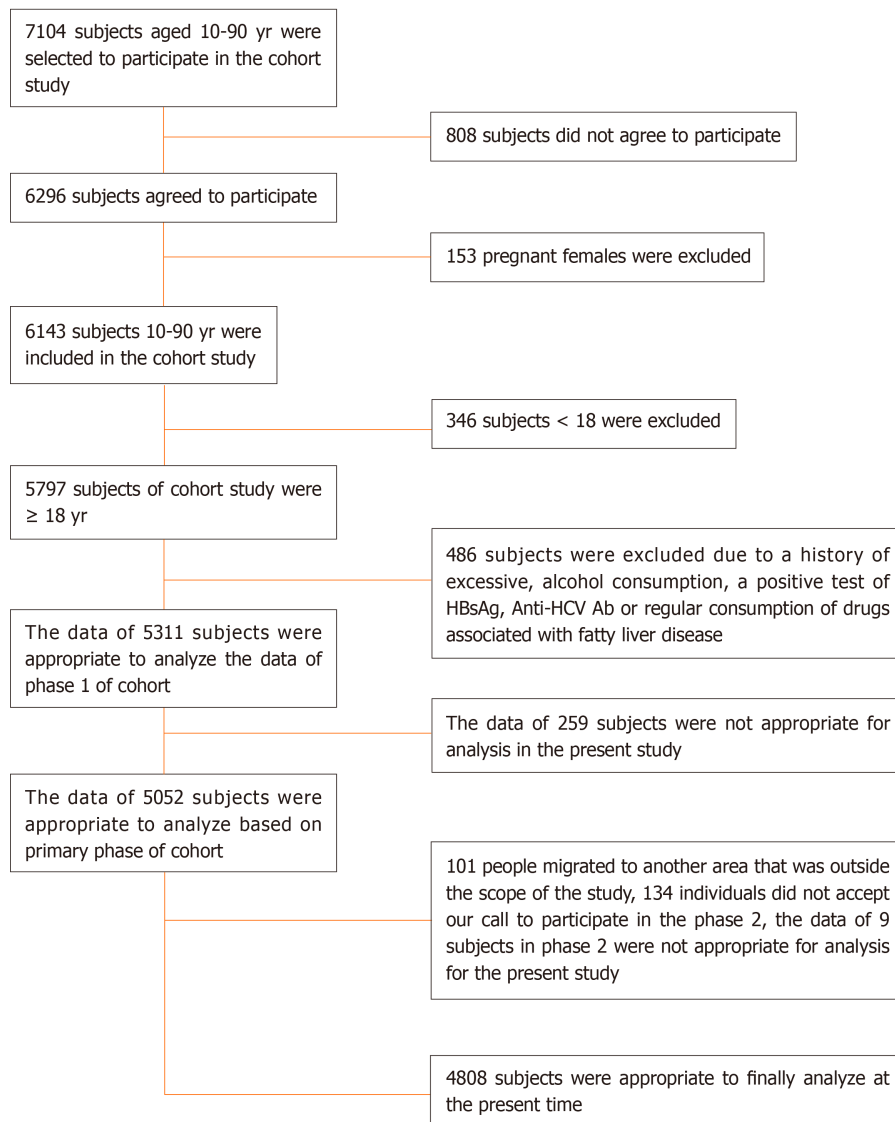 7104 subjects aged 10-90 yr were
selected to participate in the cohort
study
808 subjects did not agree to participate
6296 subjects agreed to participate
153 pregnant females were excluded
6143 subjects 10-90 yr were
included in the cohort study
346 subjects < 18 were excluded
5797 subjects of cohort study were
≥ 18 yr
486 subjects were excluded due to a history of
excessive, alcohol consumption, a positive test of
HBsAg, Anti-HCV Ab or regular consumption of drugs
associated with fatty liver disease
The data of 5311 subjects were
appropriate to analyze the data of
phase 1 of cohort
The data of 259 subjects were not appropriate for
analysis in the present study
The data of 5052 subjects were
appropriate to analyze based on
primary phase of cohort
101 people migrated to another area that was outside
the scope of the study, 134 individuals did not accept
our call to participate in the phase 2, the data of 9
subjects in phase 2 were not appropriate for analysis
for the present study
4808 subjects were appropriate to finally analyze at
the present time